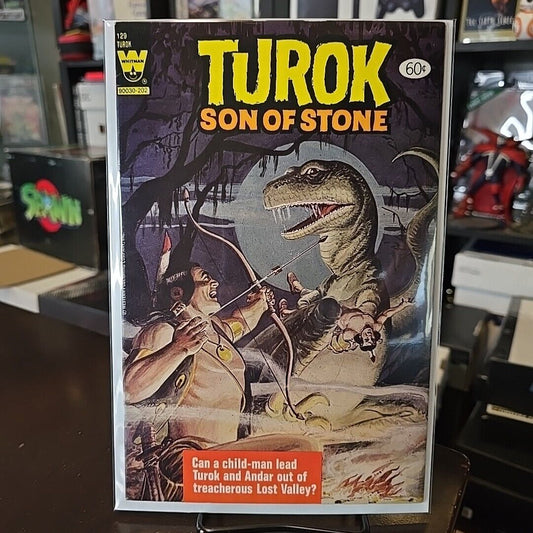 129
TUROK
WHITMAN
90030-202
TUROK
SON OF STONE
60¢
Can a child-man lead
Turok and Andar out of
treacherous Lost Valley?
SPAWN